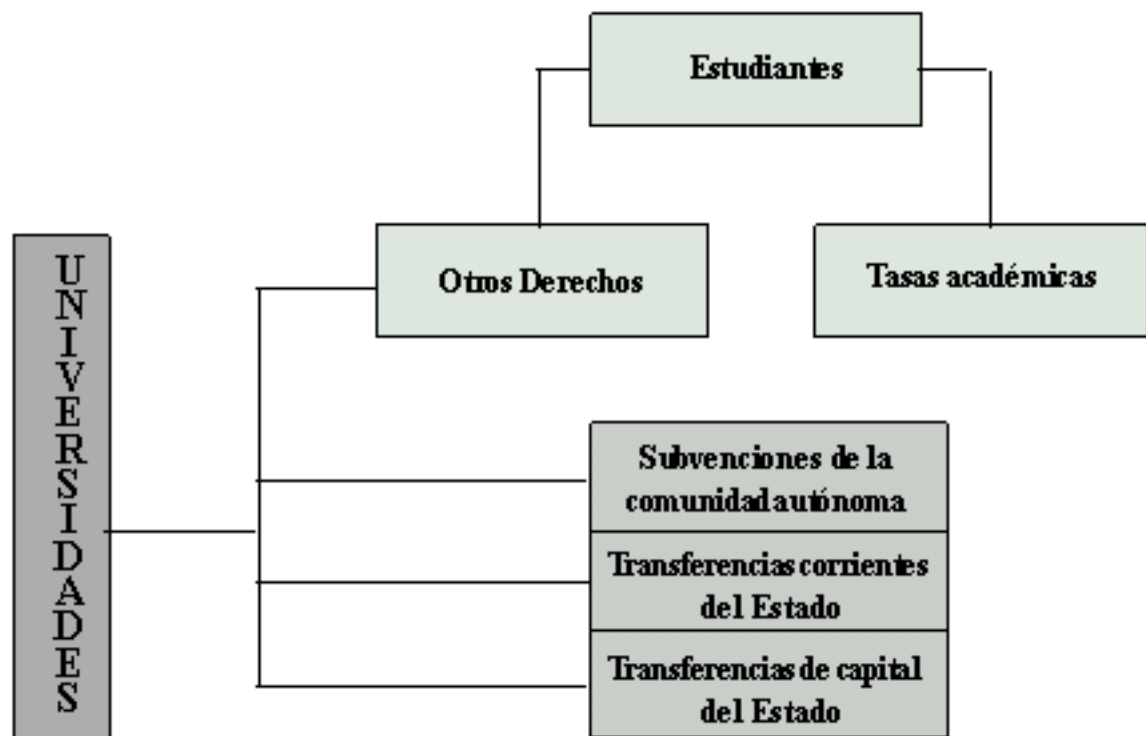 Estudiantes
Otros Derechos
Tasas académicas
UNIVERSIDADES
Subvenciones de la
comunidad autónoma
Transferencias corrientes
del Estado
Transferencias de capital
del Estado